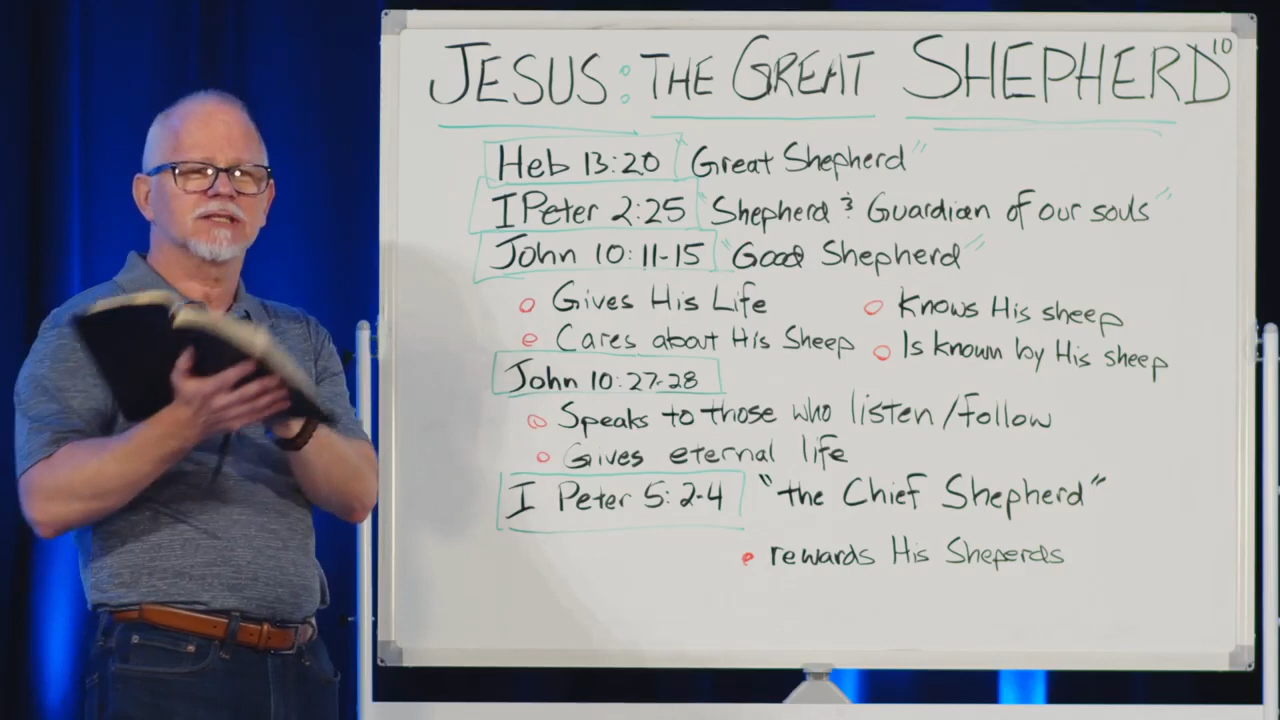 JESUS: THE GREAT SHEPHERD 10
Heb 13:20 "Great Shepherd"
I Peter 2:25 "Shepherd & Guardian of our souls"
John 10:11-15 "Good Shepherd"
Gives His Life
Knows His sheep
Cares about His Sheep
Is known by His sheep
John 10:27-28
Speaks to those who listen/follow
Gives eternal life
I Peter 5:2-4 "the Chief Shepherd"
rewards His Sheperds